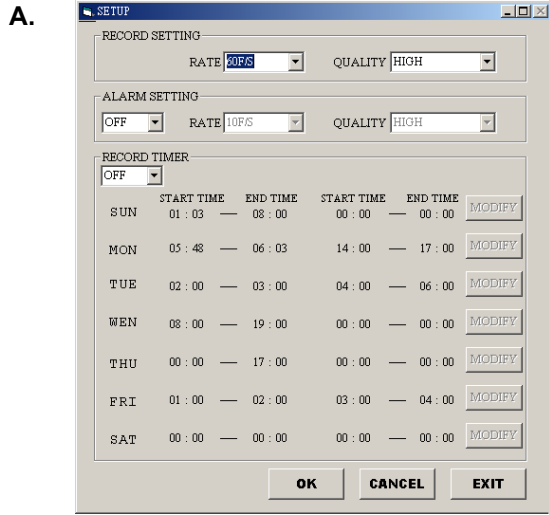 A.
SETUP
RECORD SETTING
RATE 60F/S QUALITY HIGH
ALARM SETTING
OFF RATE 10F/S QUALITY HIGH
RECORD TIMER
OFF
START TIME END TIME START TIME END TIME
SUN 01 : 03 — 08 : 00 00 : 00 — 00 : 00 MODIFY
MON 05 : 48 — 06 : 03 14 : 00 — 17 : 00 MODIFY
TUE 02 : 00 — 03 : 00 04 : 00 — 06 : 00 MODIFY
WEN 08 : 00 — 19 : 00 00 : 00 — 00 : 00 MODIFY
THU 00 : 00 — 17 : 00 00 : 00 — 00 : 00 MODIFY
FRI 01 : 00 — 02 : 00 03 : 00 — 04 : 00 MODIFY
SAT 00 : 00 — 00 : 00 00 : 00 — 00 : 00 MODIFY
OK CANCEL EXIT